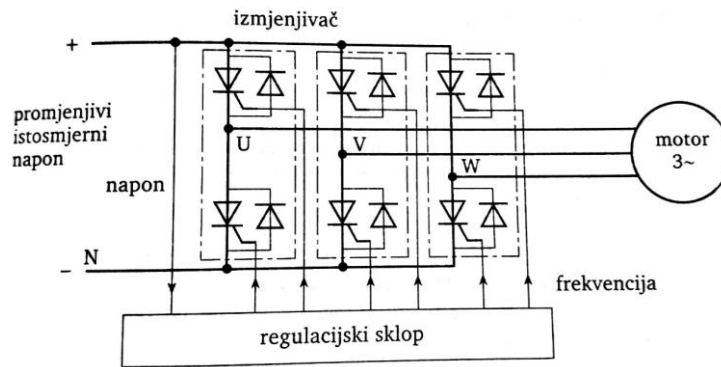 izmjenjivač
+
promjenjivi
istosmjerni
napon
napon
U
V
W
motor
3~
N
–
frekvencija
regulacijski sklop